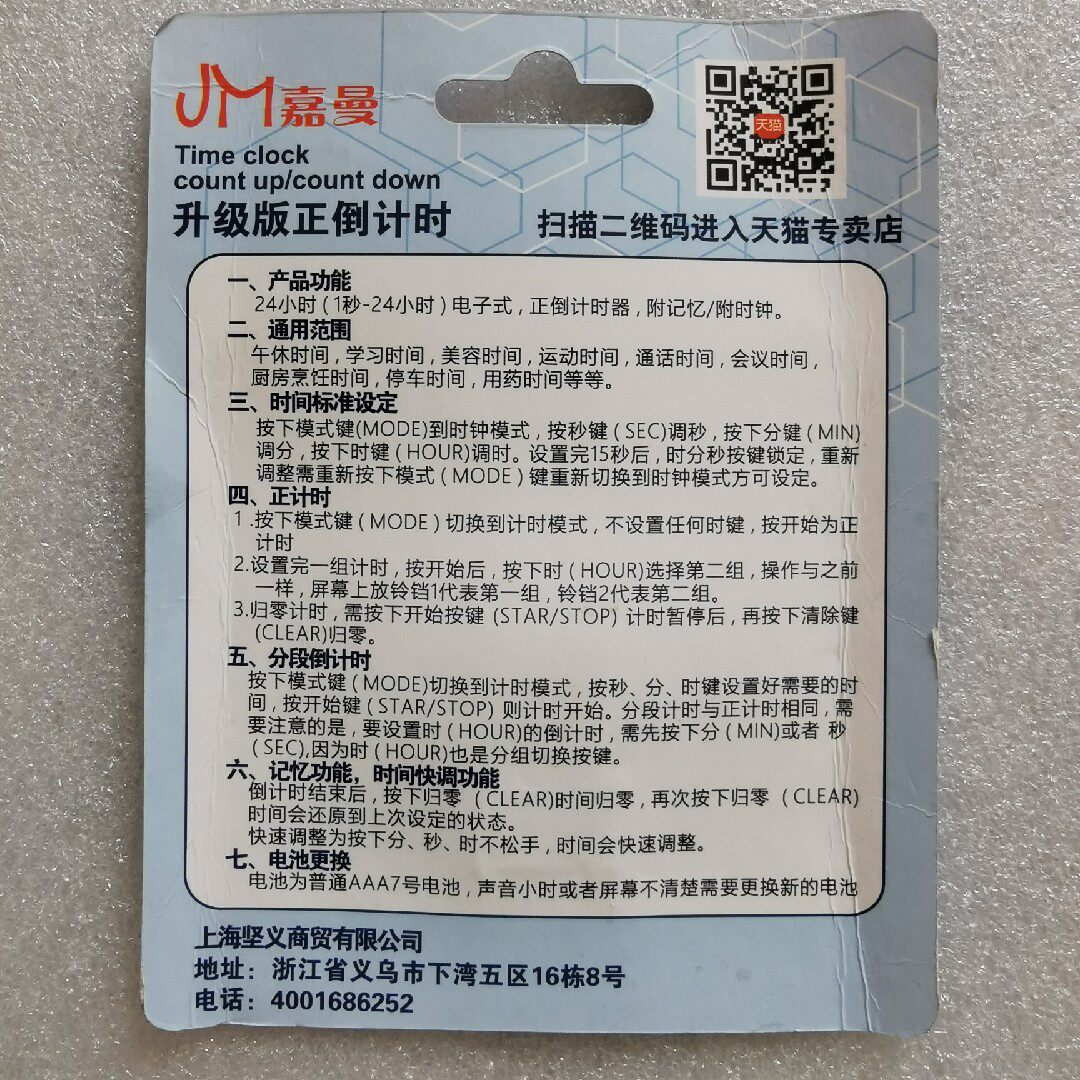 JM嘉曼
天猫
Time clock
count up/count down
升级版正倒计时
扫描二维码进入天猫专卖店
一、产品功能
24小时(1秒-24小时)电子式，正倒计时器，附记忆/附时钟。
二、通用范围
午休时间，学习时间，美容时间，运动时间，通话时间，会议时间，
厨房烹饪时间，停车时间，用药时间等等。
三、时间标准设定
按下模式键(MODE)到时钟模式，按秒键(SEC)调秒，按下分键(MIN)
调分，按下时键(HOUR)调时。设置完15秒后，时分秒按键锁定，重新
调整需重新按下模式(MODE)键重新切换到时钟模式方可设定。
四、正计时
1.按下模式键(MODE)切换到计时模式，不设置任何时键，按开始为正
计时
2.设置完一组计时，按开始后，按下时(HOUR)选择第二组，操作与之前
一样，屏幕上放铃铛1代表第一组，铃铛2代表第二组。
3.归零计时，需按下开始按键 (STAR/STOP) 计时暂停后，再按下清除键
(CLEAR)归零。
五、分段倒计时
按下模式键(MODE)切换到计时模式，按秒、分、时键设置好需要的时
间，按开始键(STAR/STOP) 则计时开始。分段计时与正计时相同，需
要注意的是，要设置时(HOUR)的倒计时，需先按下分(MIN)或者 秒
(SEC),因为时(HOUR)也是分组切换按键。
六、记忆功能，时间快调功能
倒计时结束后，按下归零 (CLEAR)时间归零，再次按下归零 (CLEAR)
时间会还原到上次设定的状态。
快速调整为按下分、秒、时不松手，时间会快速调整。
七、电池更换
电池为普通AAA7号电池，声音小时或者屏幕不清楚需要更换新的电池
上海坚义商贸有限公司
地址：浙江省义乌市下湾五区16栋8号
电话：4001686252